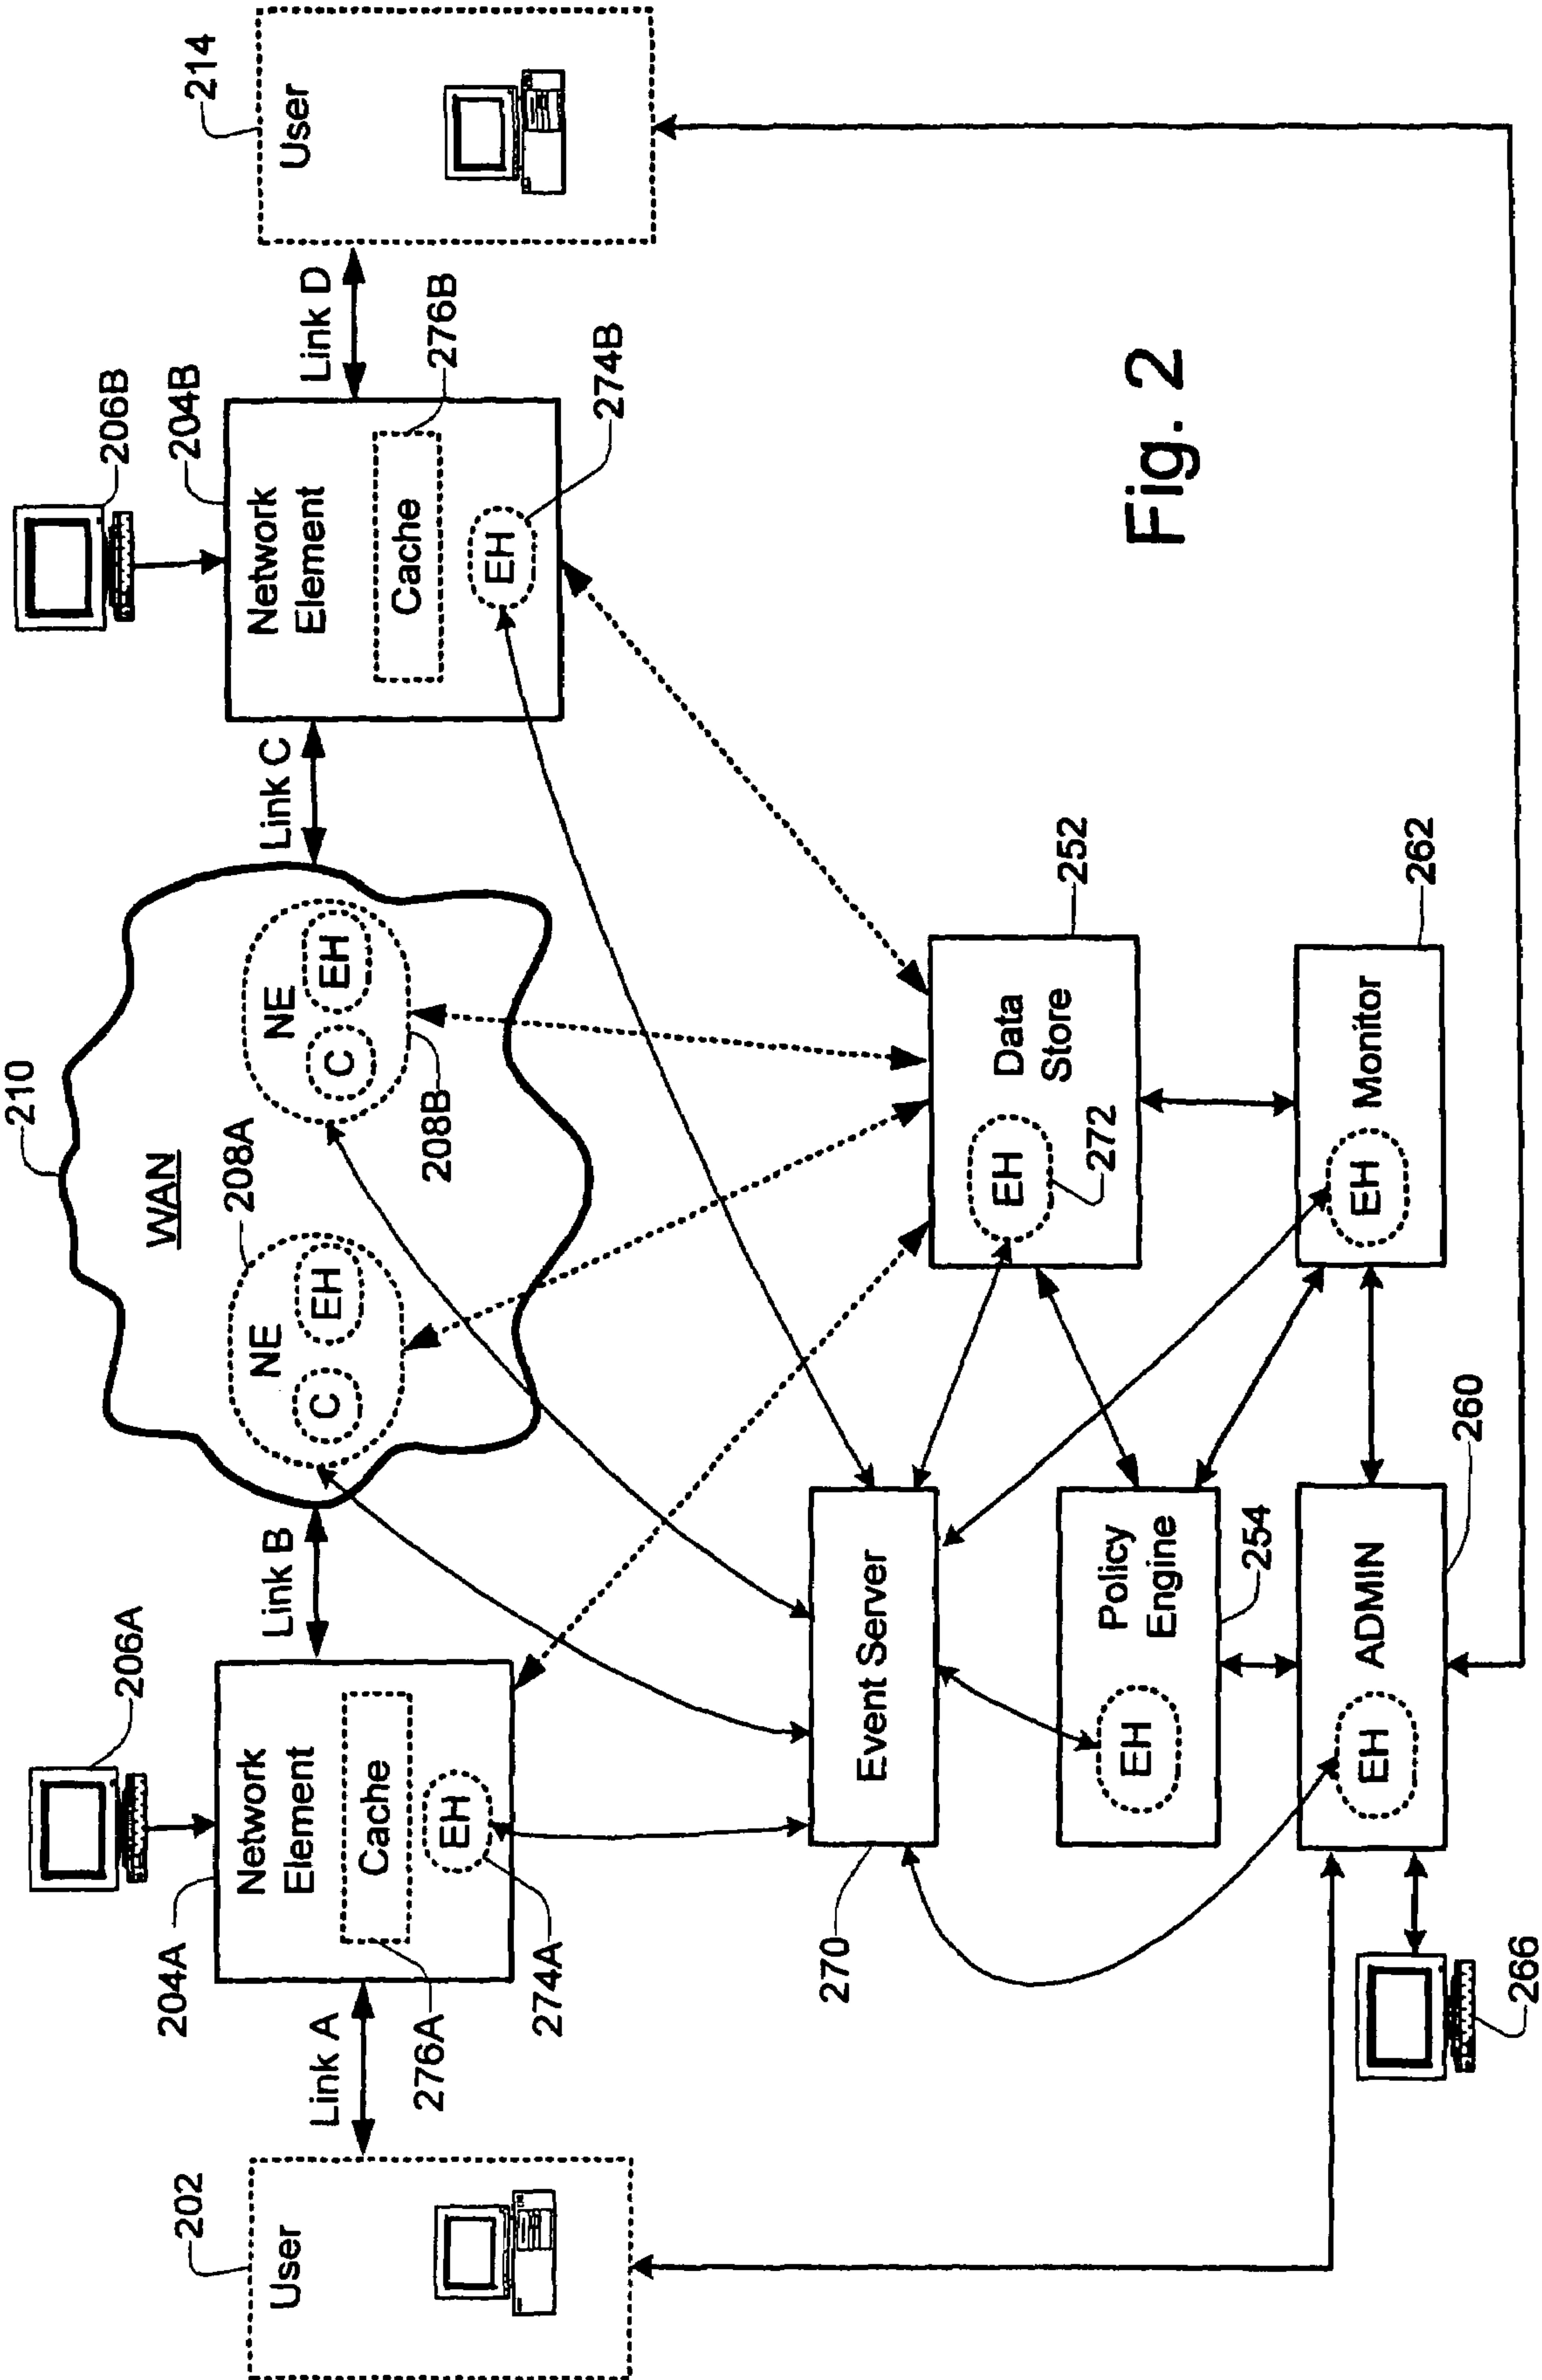 206A
206B
210
204A
204B
202
214
User
Link A
Network
Element
Cache
EH
276A
274A
Link B
WAN
208A
NE
C
EH
NE
C
EH
208B
Link C
Network
Element
Cache
EH
276B
274B
Link D
User
270
Event Server
Data
Store
EH
252
272
Policy
Engine
EH
254
ADMIN
EH
260
Monitor
EH
262
266
Fig. 2